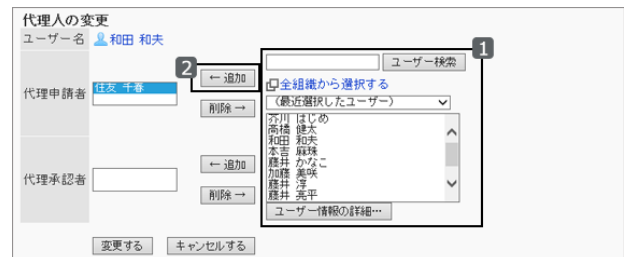 代理人の変更
ユーザー名 和田 和夫
1
ユーザー検索
2
← 追加
全組織から選択する
代理申請者
住友 千春
(最近選択したユーザー)
削除 →
芥川 はじめ
高橋 健太
和田 和夫
本吉 麻珠
藤井 かなこ
加藤 美咲
藤井 淳
藤井 亮平
代理承認者
← 追加
削除 →
ユーザー情報の詳細…
変更する
キャンセルする